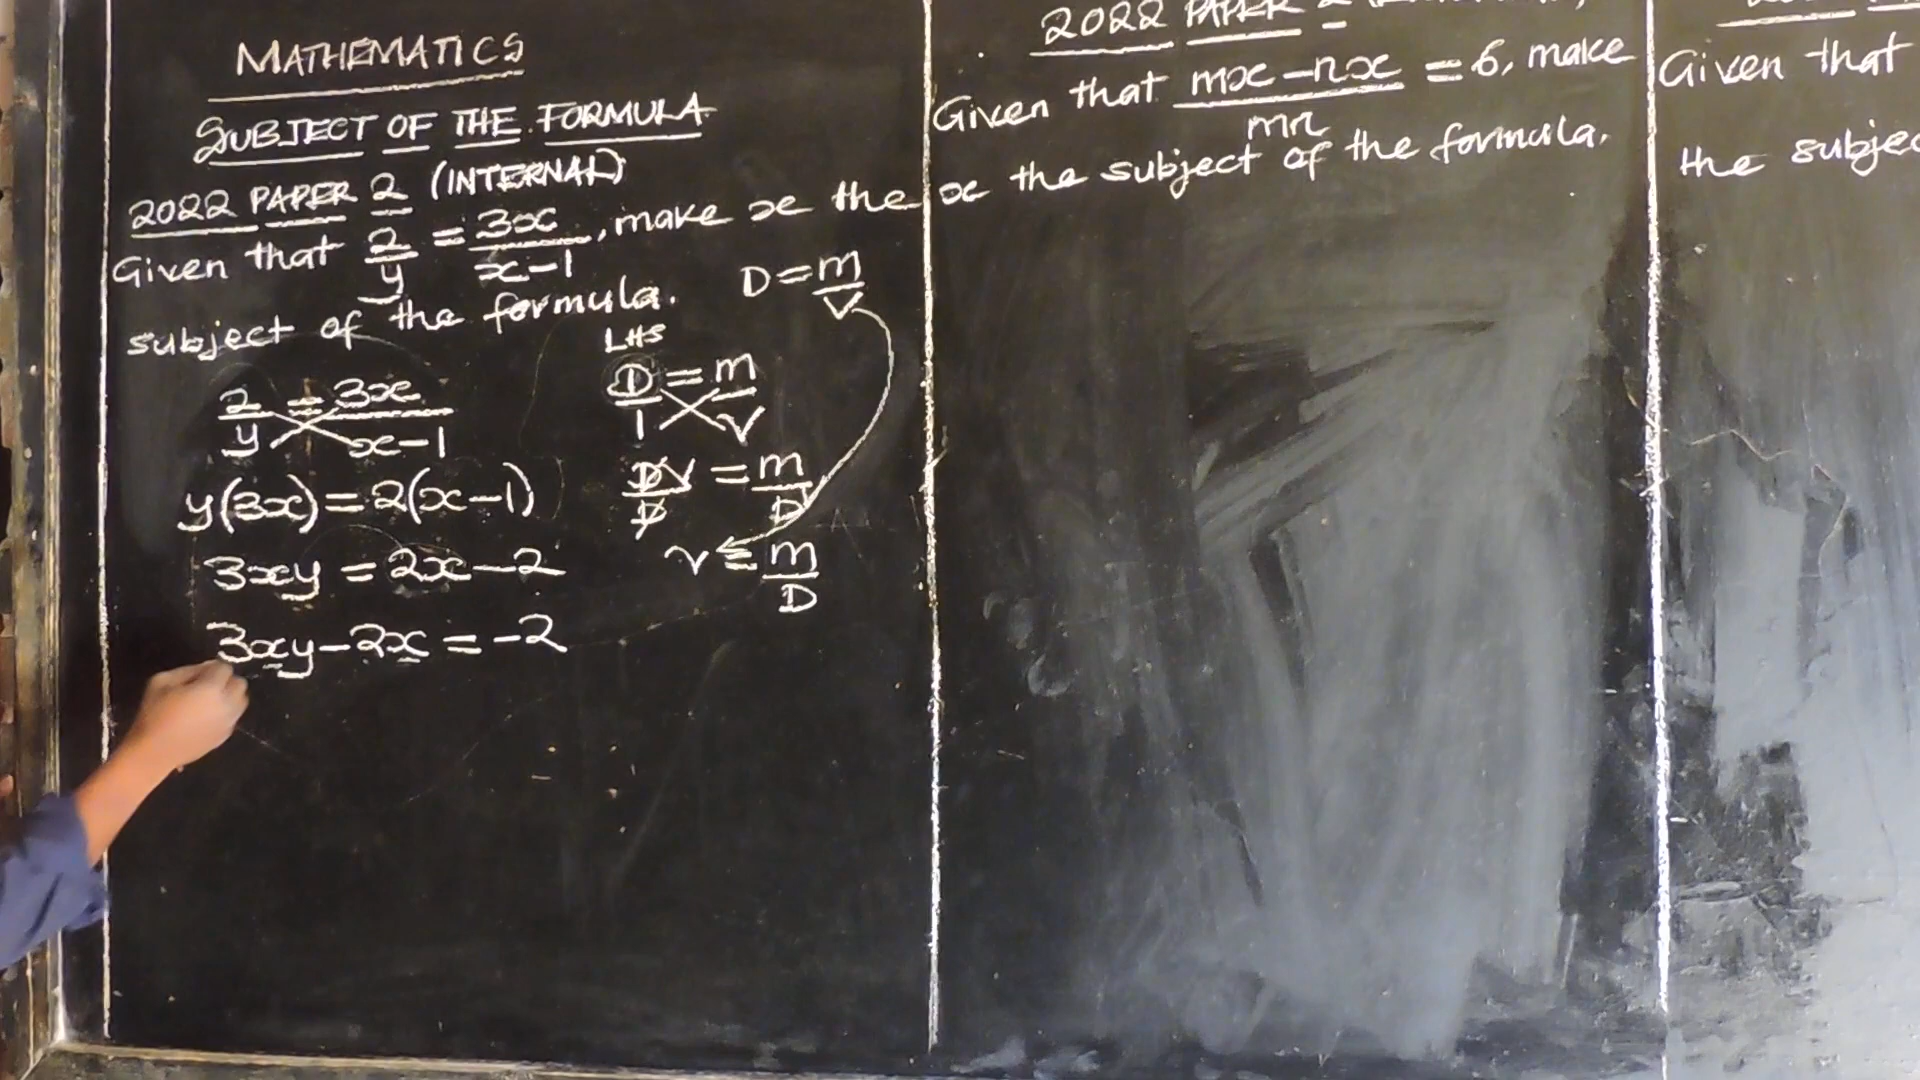 MATHEMATICS
SUBJECT OF THE FORMULA
2022 PAPER 2 (INTERNAL)
Given that 2/y = 3x/(x-1), make x the
subject of the formula.
2/y = 3x/(x-1)
y(3x) = 2(x-1)
3xy = 2x-2
3xy-2x = -2
D = m/V
LHS
D/1 = m/V
DV/D = m/D
V = m/D
2022 PAPER 2
Given that (mx-nx)/mn = 6, make
x the subject of the formula.
Given that
the